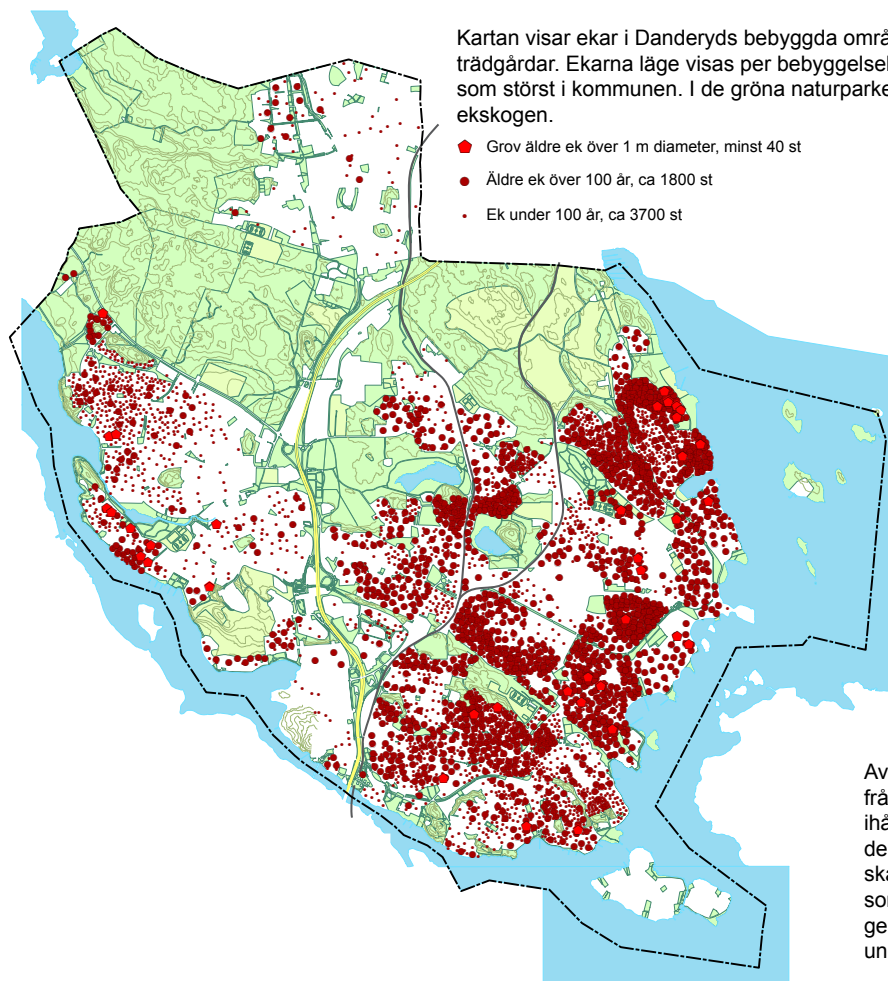 Kartan visar ekar i Danderyds bebyggda områ
trädgårdar. Ekarna läge visas per bebyggelsek
som störst i kommunen. I de gröna naturparke
ekskogen.
Grov äldre ek över 1 m diameter, minst 40 st
Äldre ek över 100 år, ca 1800 st
Ek under 100 år, ca 3700 st
Av
från
ihå
de
ska
son
ge
un